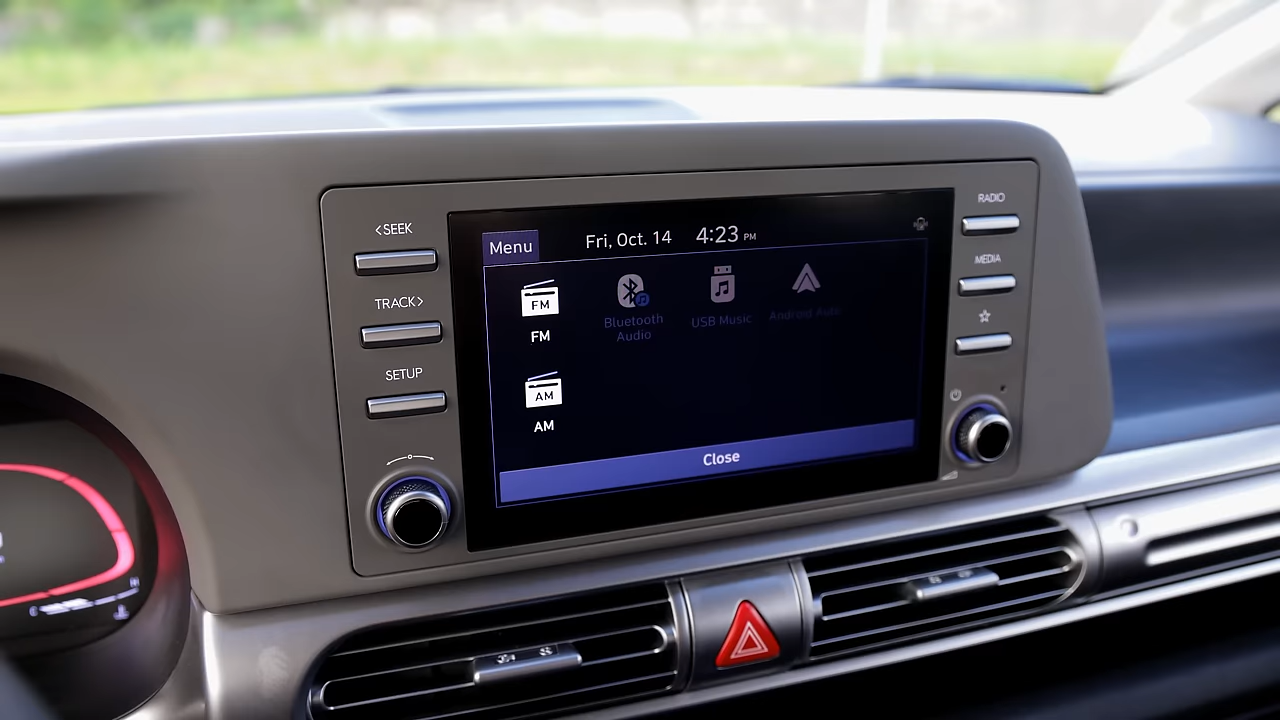 <SEEK
TRACK>
SETUP
Menu
Fri, Oct. 14 4:23 PM
FM
FM
Bluetooth
Audio
USB Music
Android Auto
AM
AM
Close
RADIO
MEDIA